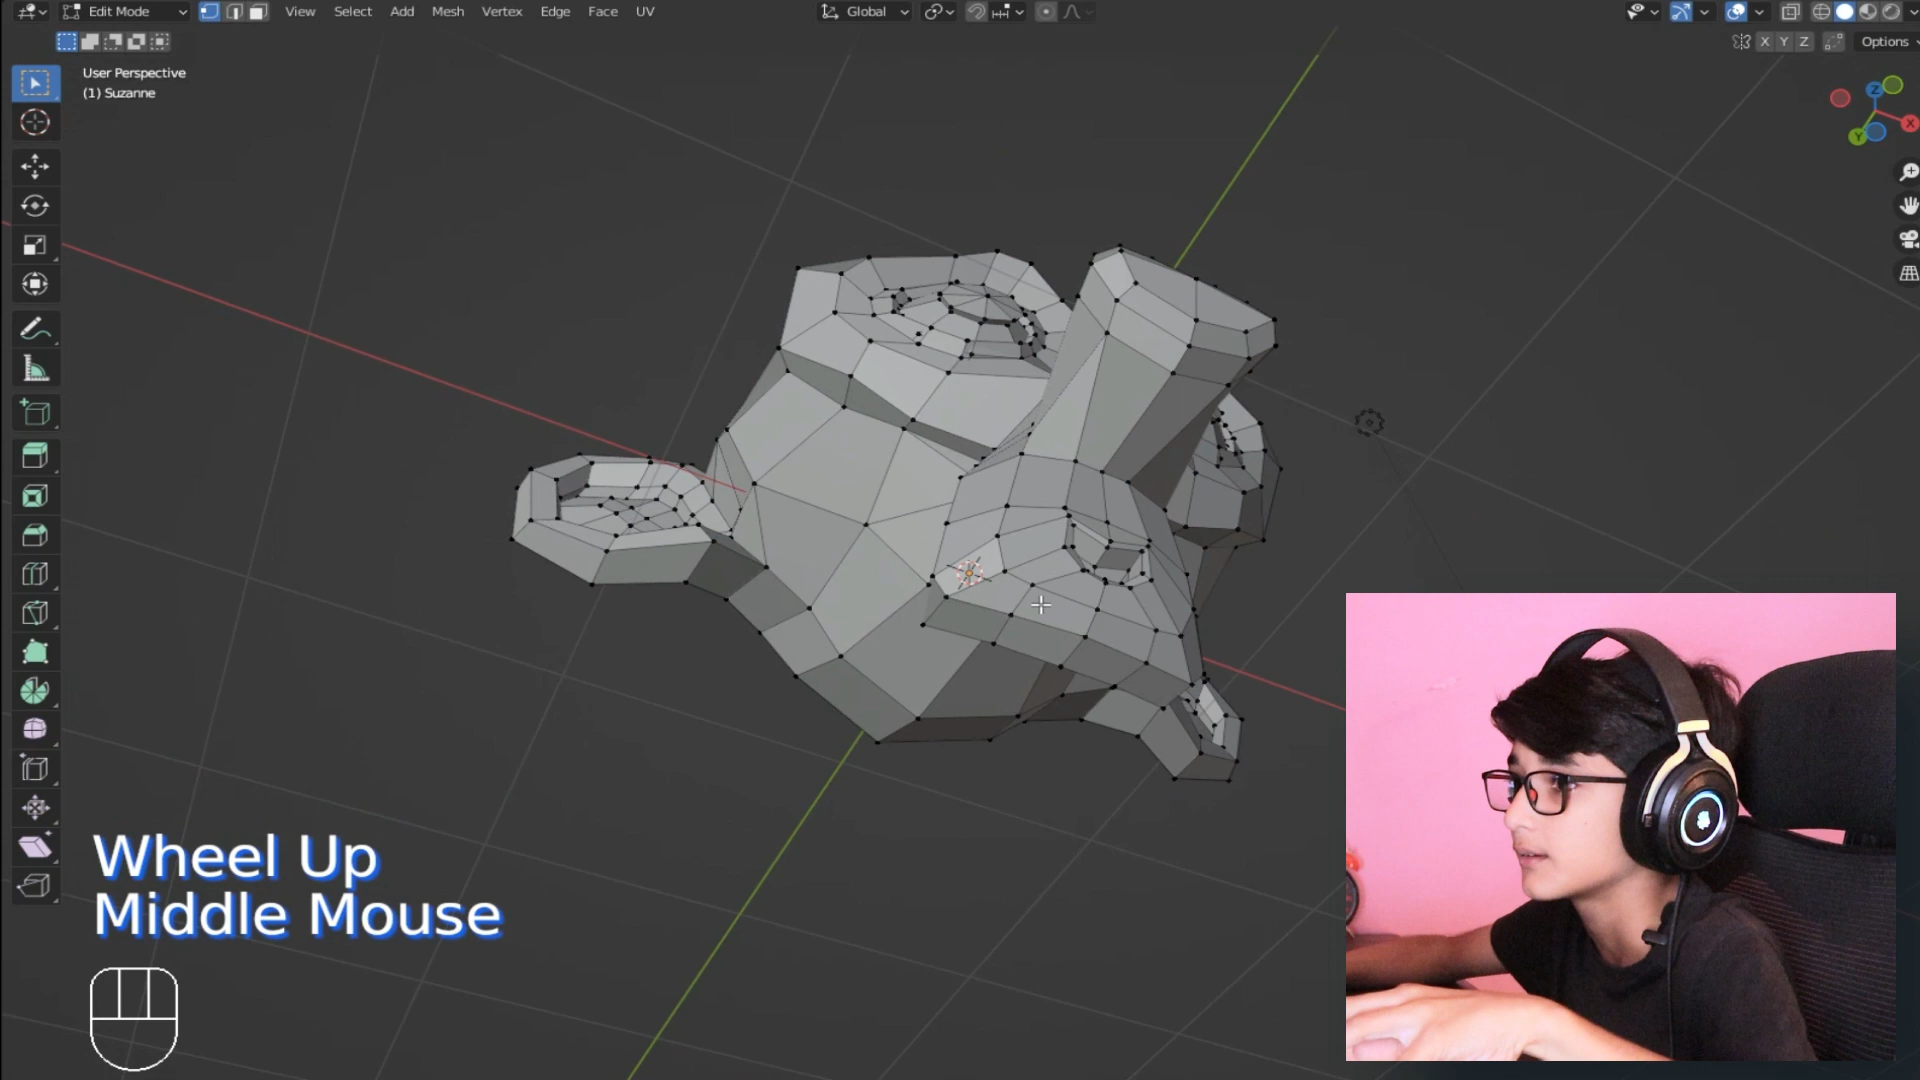 Edit Mode View Select Add Mesh Vertex Edge Face UV Global
X Y Z Options
User Perspective
(1) Suzanne
Z
X
Y
Wheel Up
Middle Mouse